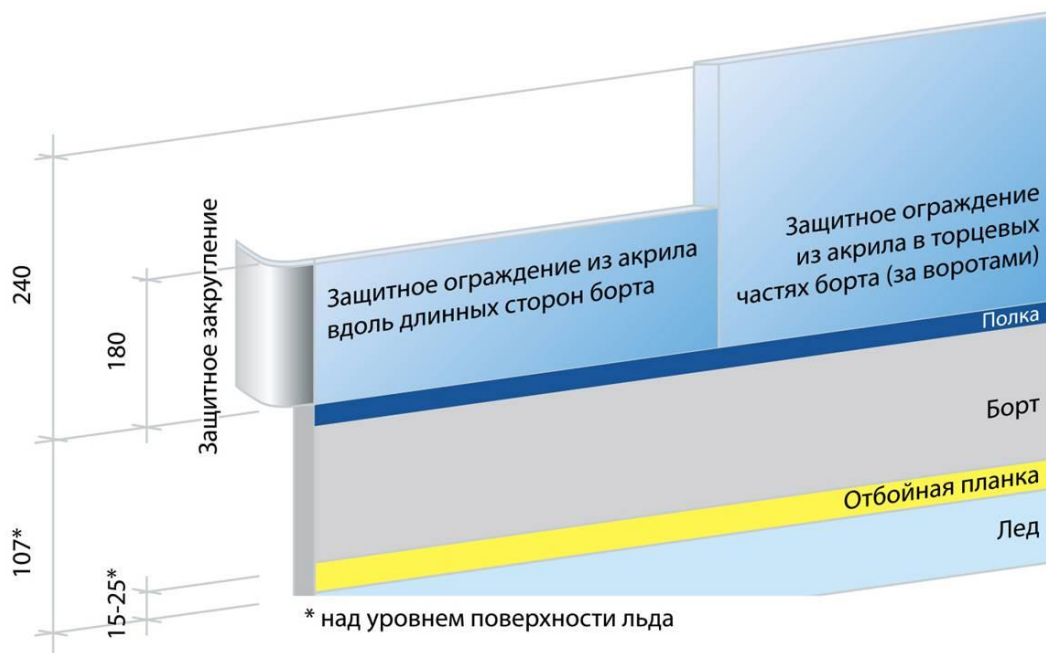 240
180
107*
15-25*
Защитное закругление
Защитное ограждение из акрила
вдоль длинных сторон борта
Защитное ограждение
из акрила в торцевых
частях борта (за воротами)
Полка
Борт
Отбойная планка
Лед
* над уровнем поверхности льда